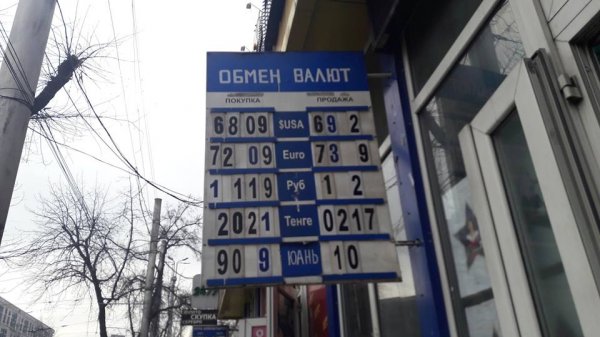 ОБМЕН ВАЛЮТ
ПОКУПКА ПРОДАЖА
68 09 $USA 69 2
72 09 Euro 73 9
1 119 Руб 1 2
2021 Тенге 0217
90 9 ЮАНЬ 10
СКУПКА